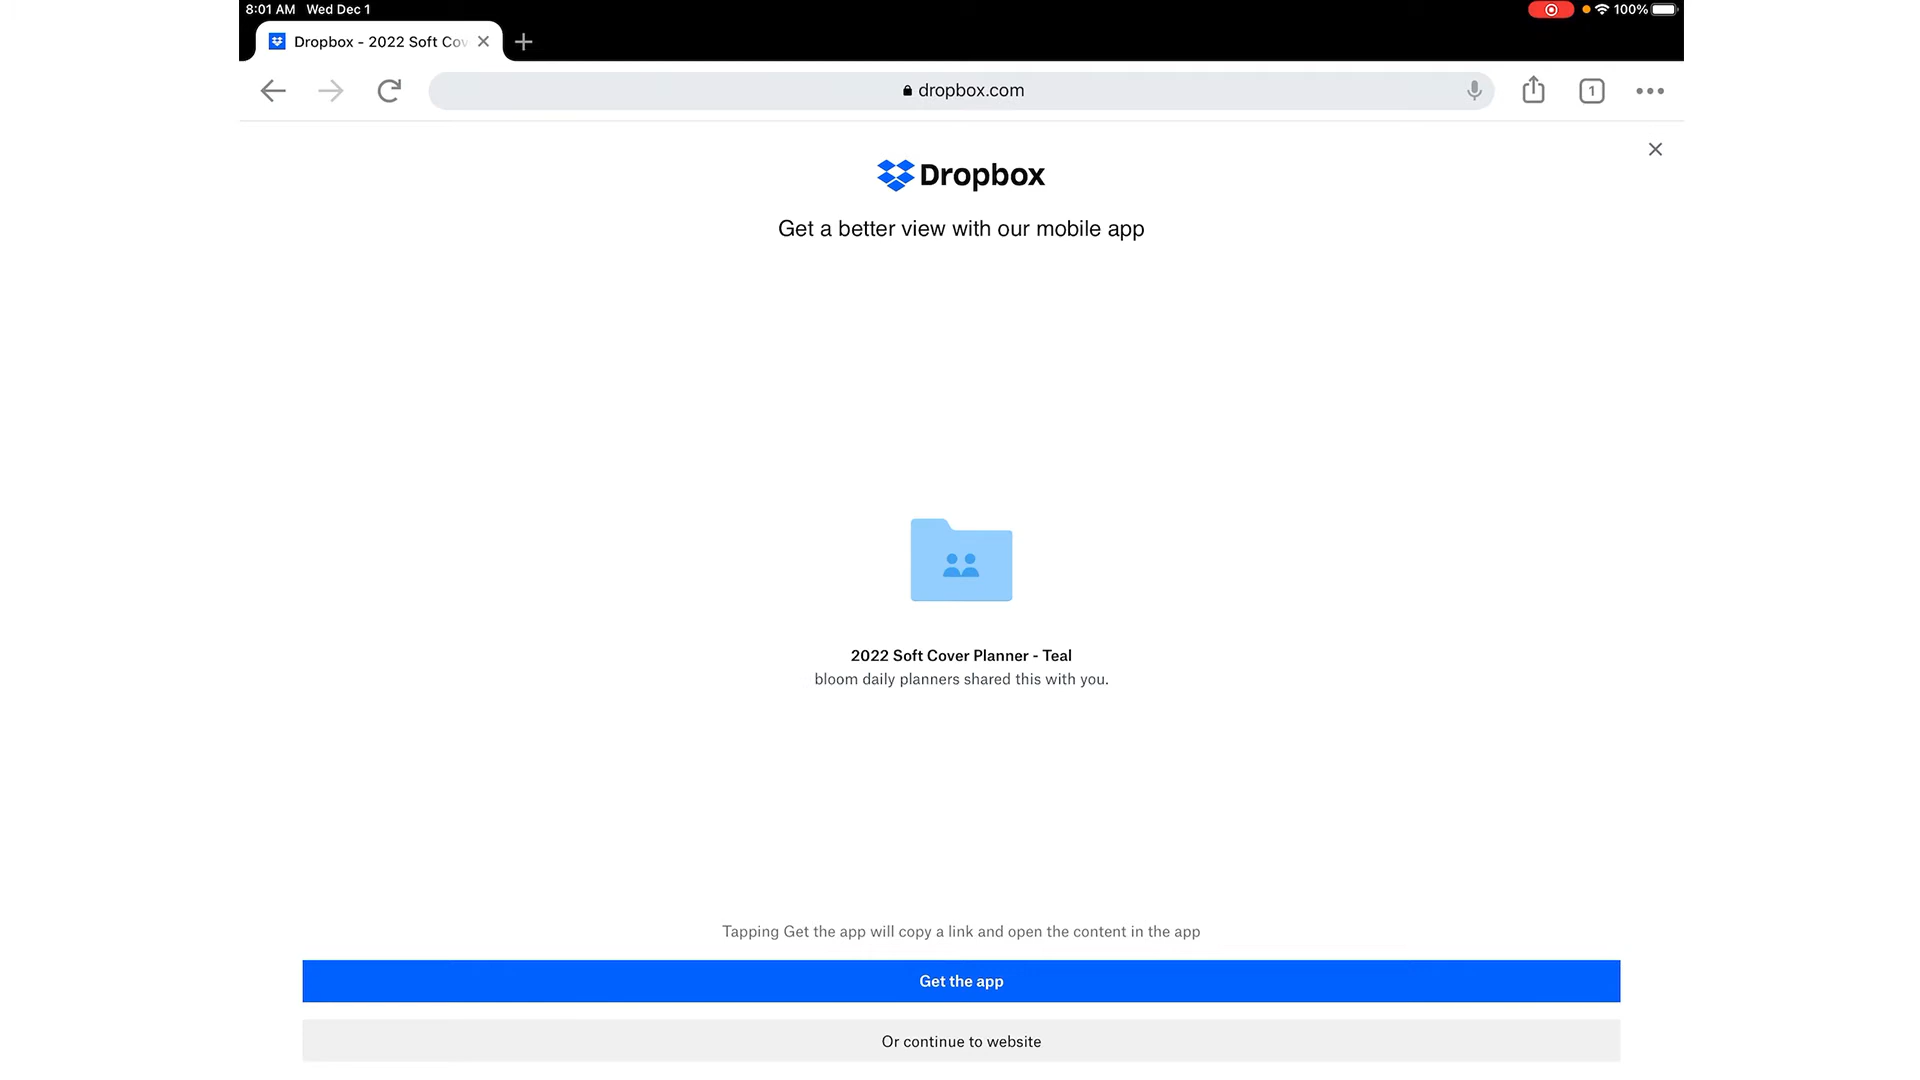 8:01 AM Wed Dec 1
100%
Dropbox - 2022 Soft Cov
dropbox.com
1
Dropbox
Get a better view with our mobile app
2022 Soft Cover Planner - Teal
bloom daily planners shared this with you.
Tapping Get the app will copy a link and open the content in the app
Get the app
Or continue to website